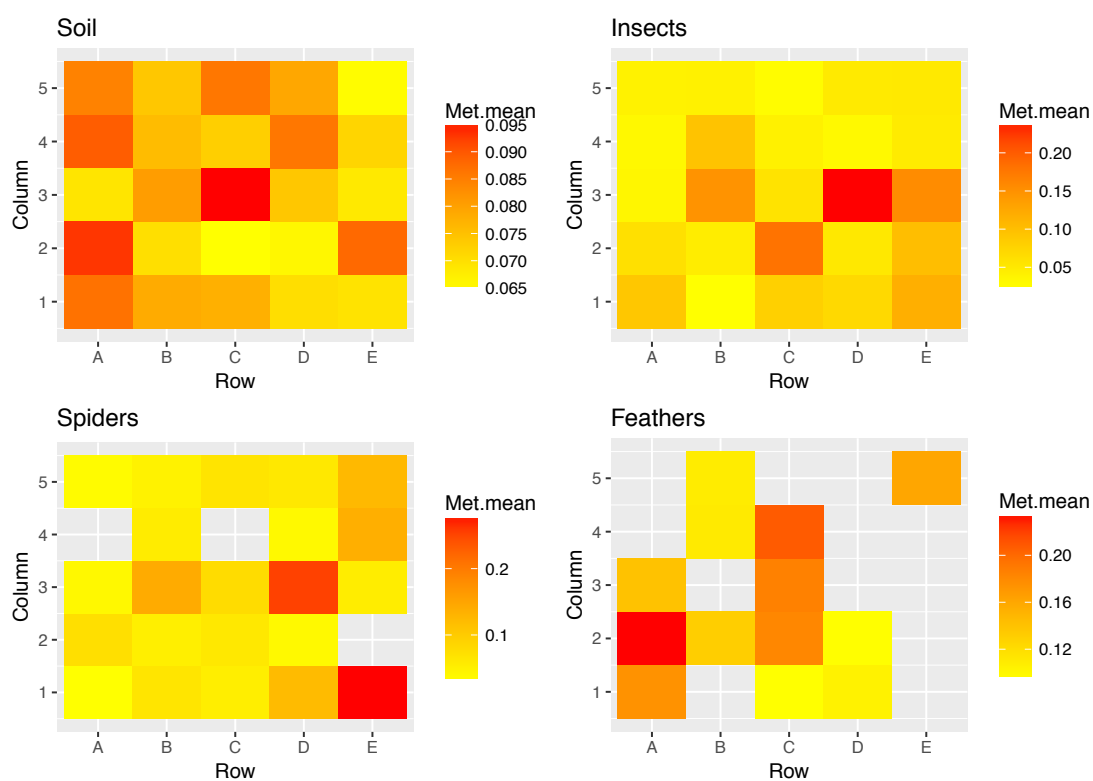 Soil
Column
5
4
3
2
1
A B C D E
Row
Met.mean
0.095
0.090
0.085
0.080
0.075
0.070
0.065
Insects
Column
5
4
3
2
1
A B C D E
Row
Met.mean
0.20
0.15
0.10
0.05
Spiders
Column
5
4
3
2
1
A B C D E
Row
Met.mean
0.2
0.1
Feathers
Column
5
4
3
2
1
A B C D E
Row
Met.mean
0.20
0.16
0.12